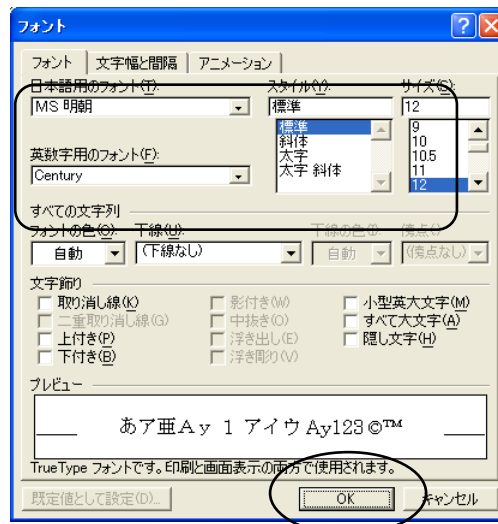 フォント
フォント 文字幅と間隔 アニメーション
日本語用のフォント(T): スタイル(Y): サイズ(S):
MS 明朝 標準 12
標準 9
斜体 10
太字 10.5
太字 斜体 11
12
英数字用のフォント(F):
Century
すべての文字列
フォントの色(O): 下線(U): 下線の色(I): 傍点(:)
自動 (下線なし) 自動 (傍点なし)
文字飾り
取り消し線(K) 影付き(W) 小型英大文字(M)
二重取り消し線(G) 中抜き(O) すべて大文字(A)
上付き(P) 浮き出し(E) 隠し文字(H)
下付き(B) 浮き彫り(V)
プレビュー
あア亜Ay 1 アイウ Ay123©™
TrueType フォントです。印刷と画面表示の両方で使用されます。
既定値として設定(D)... OK キャンセル